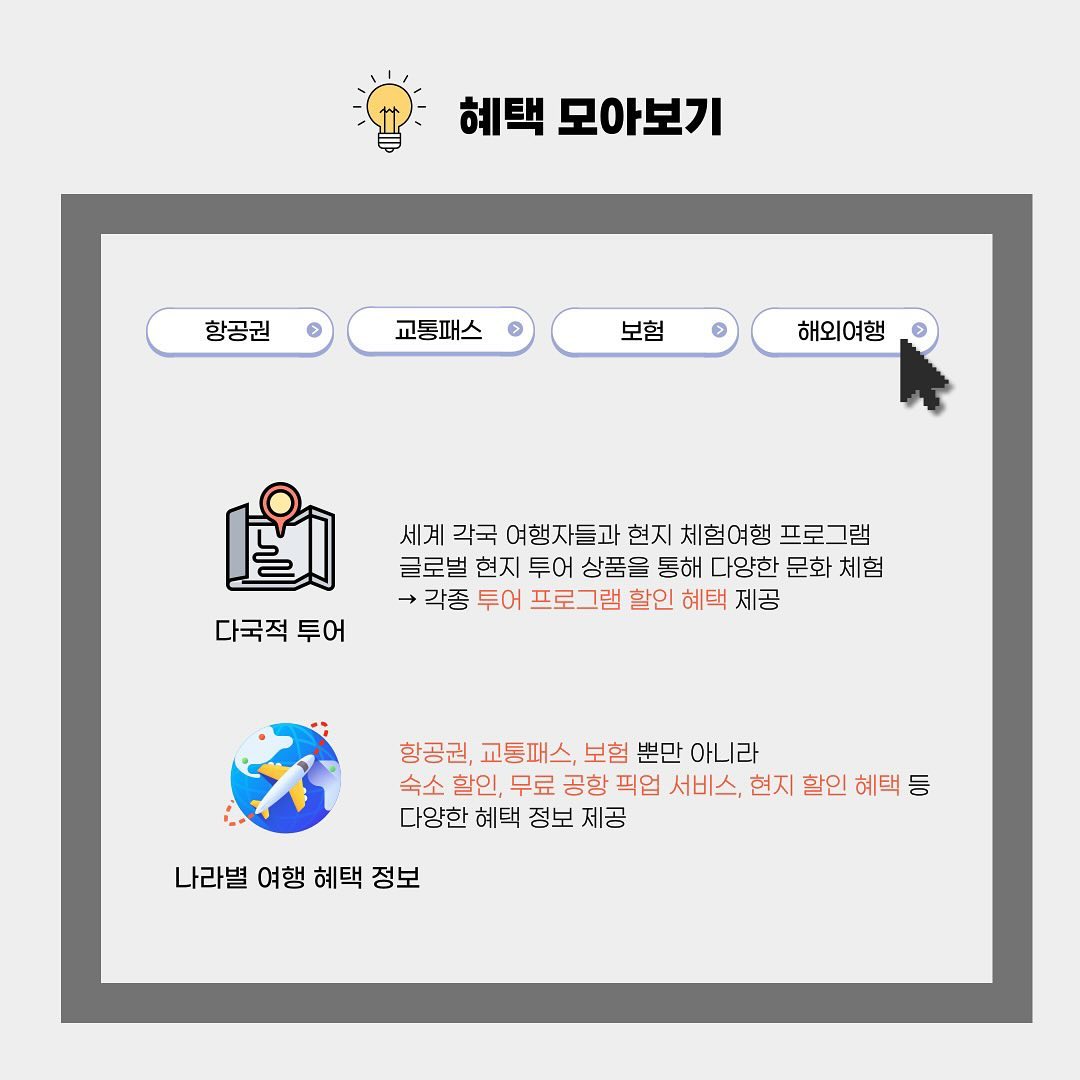 혜택 모아보기
항공권
교통패스
보험
해외여행
세계 각국 여행자들과 현지 체험여행 프로그램
글로벌 현지 투어 상품을 통해 다양한 문화 체험
→ 각종 투어 프로그램 할인 혜택 제공
다국적 투어
항공권, 교통패스, 보험 뿐만 아니라
숙소 할인, 무료 공항 픽업 서비스, 현지 할인 혜택 등
다양한 혜택 정보 제공
나라별 여행 혜택 정보